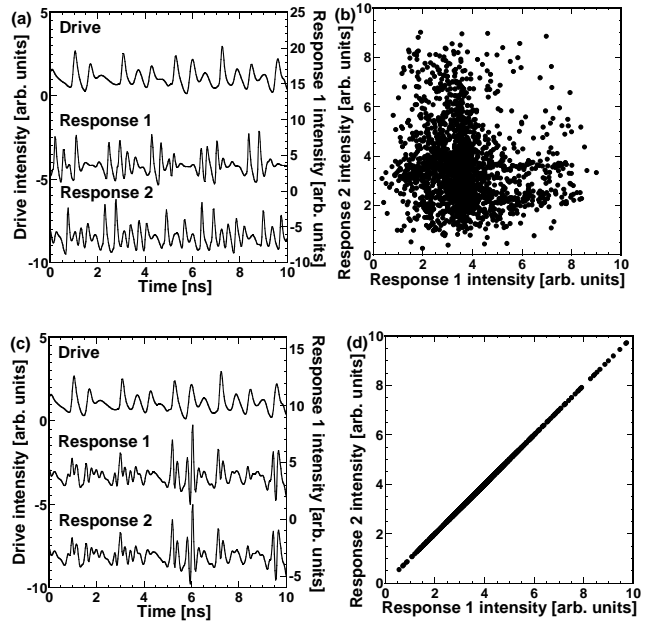 (a)
Drive
Response 1
Response 2
5
0
-5
-10
Drive intensity [arb. units]
25
20
15
10
5
0
-5
-10
Response 1 intensity [arb. units]
0 2 4 6 8 10
Time [ns]
(b)
10
8
6
4
2
0
Response 2 intensity [arb. units]
0 2 4 6 8 10
Response 1 intensity [arb. units]
(c)
Drive
Response 1
Response 2
5
0
-5
-10
Drive intensity [arb. units]
15
10
5
0
-5
Response 1 intensity [arb. units]
0 2 4 6 8 10
Time [ns]
(d)
10
8
6
4
2
0
Response 2 intensity [arb. units]
0 2 4 6 8 10
Response 1 intensity [arb. units]